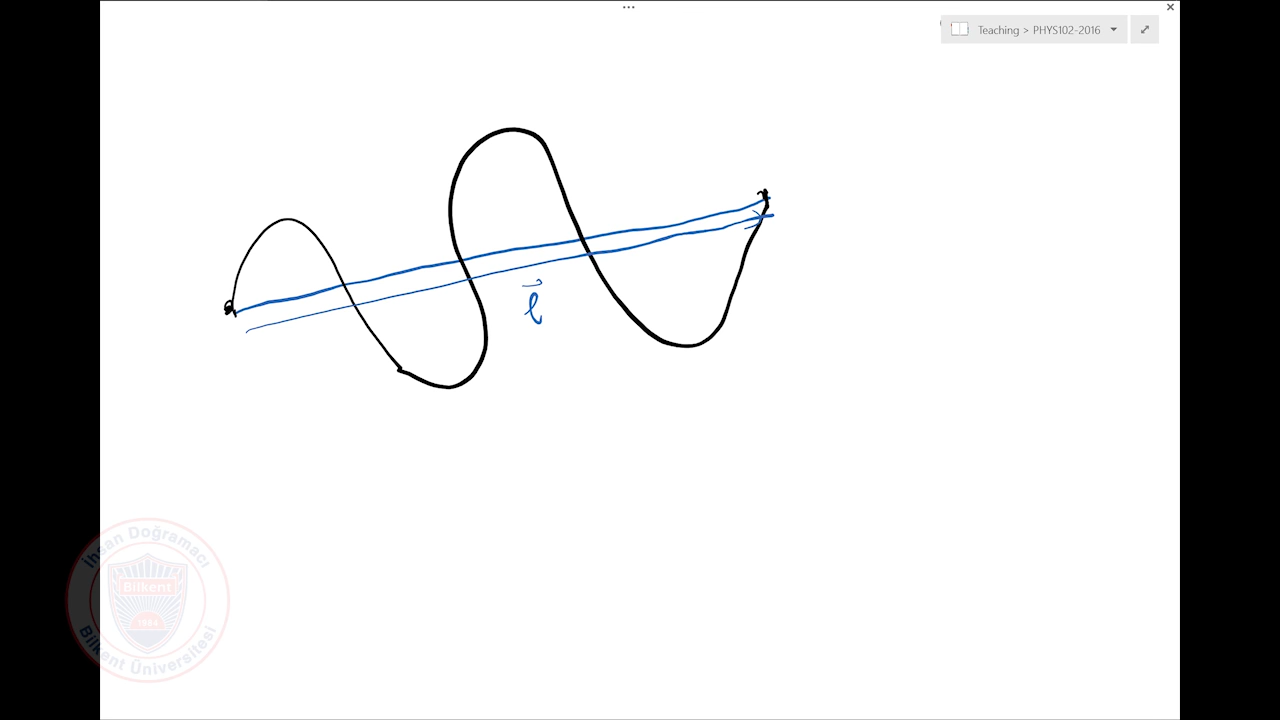 Teaching > PHYS102-2016
ℓ⃗
İhsan Doğramacı
Bilkent
1984
Bilkent Üniversitesi